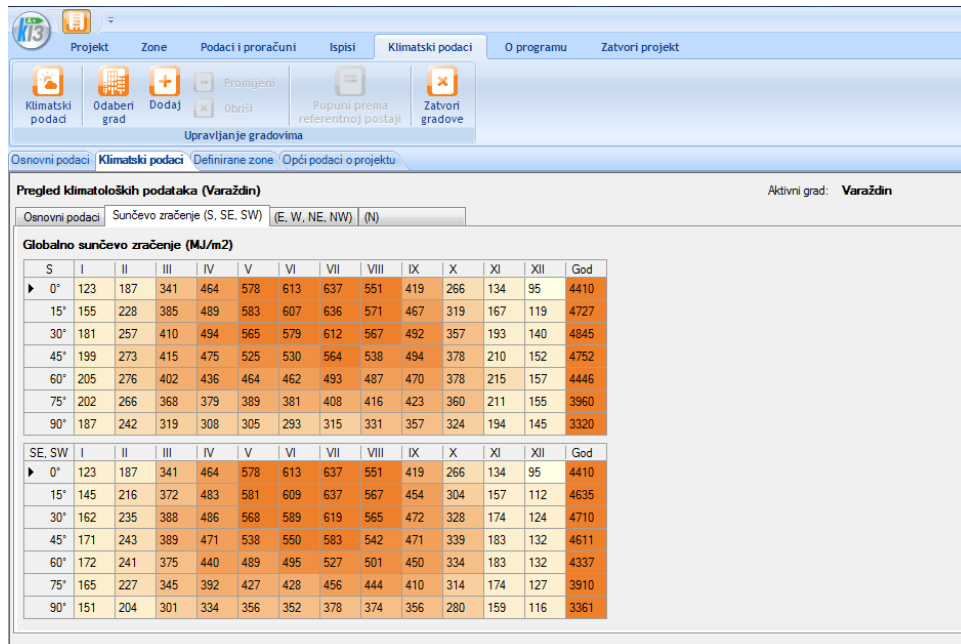 K13 A+
Projekt Zone Podaci i proračuni Ispisi Klimatski podaci O programu Zatvori projekt
Klimatski podaci Odaberi grad Dodaj Promijeni Obriši Popuni prema referentnoj postaji Zatvori gradove
Upravljanje gradovima
Osnovni podaci Klimatski podaci Definirane zone Opći podaci o projektu
Pregled klimatoloških podataka (Varaždin) Aktivni grad: Varaždin
Osnovni podaci Sunčevo zračenje (S, SE, SW) (E, W, NE, NW) (N)
Globalno sunčevo zračenje (MJ/m2)
S I II III IV V VI VII VIII IX X XI XII God
0° 123 187 341 464 578 613 637 551 419 266 134 95 4410
15° 155 228 385 489 583 607 636 571 467 319 167 119 4727
30° 181 257 410 494 565 579 612 567 492 357 193 140 4845
45° 199 273 415 475 525 530 564 538 494 378 210 152 4752
60° 205 276 402 436 464 462 493 487 470 378 215 157 4446
75° 202 266 368 379 389 381 408 416 423 360 211 155 3960
90° 187 242 319 308 305 293 315 331 357 324 194 145 3320
SE, SW I II III IV V VI VII VIII IX X XI XII God
0° 123 187 341 464 578 613 637 551 419 266 134 95 4410
15° 145 216 372 483 581 609 637 567 454 304 157 112 4635
30° 162 235 388 486 568 589 619 565 472 328 174 124 4710
45° 171 243 389 471 538 550 583 542 471 339 183 132 4611
60° 172 241 375 440 489 495 527 501 450 334 183 132 4337
75° 165 227 345 392 427 428 456 444 410 314 174 127 3910
90° 151 204 301 334 356 352 378 374 356 280 159 116 3361